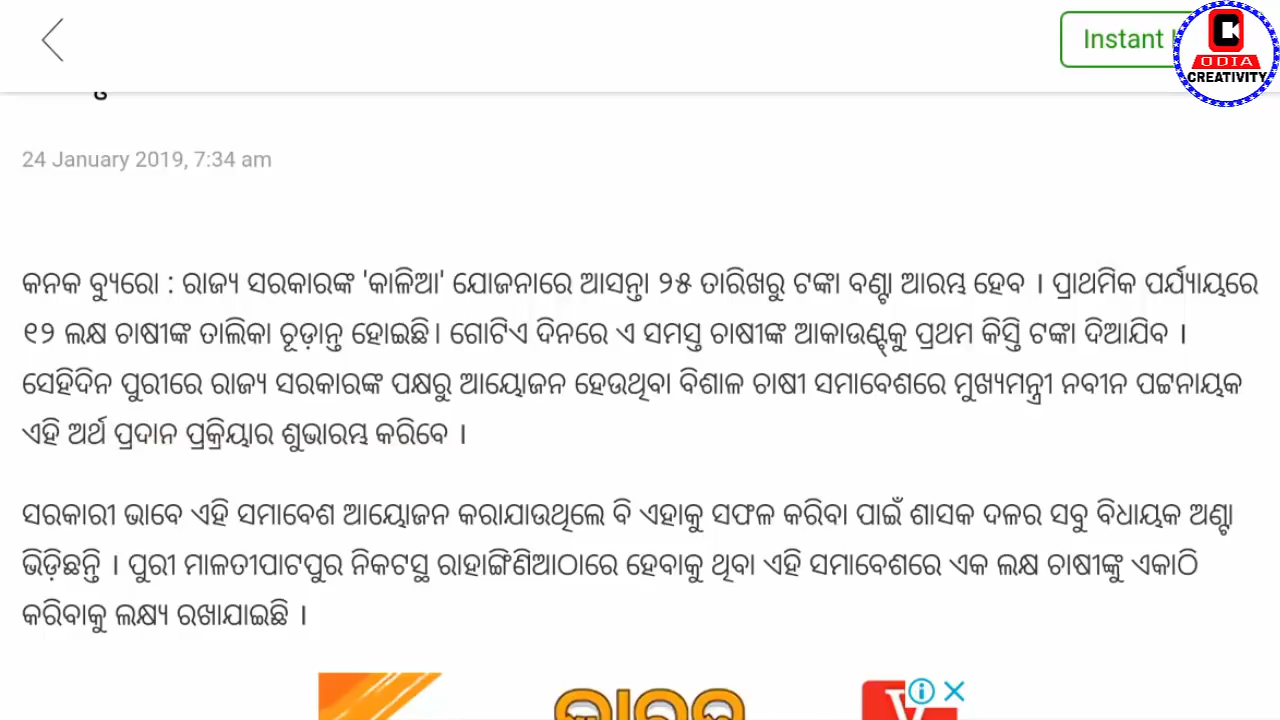 Instant
C
ODIA
CREATIVITY
24 January 2019, 7:34 am
କନକ ବ୍ୟୁରୋ : ରାଜ୍ୟ ସରକାରଙ୍କ 'କାଳିଆ' ଯୋଜନାରେ ଆସନ୍ତା ୨୫ ତାରିଖରୁ ଟଙ୍କା ବଣ୍ଟା ଆରମ୍ଭ ହେବ । ପ୍ରାଥମିକ ପର୍ଯ୍ୟାୟରେ
୧୨ ଲକ୍ଷ ଚାଷୀଙ୍କ ତାଲିକା ଚୂଡ଼ାନ୍ତ ହୋଇଛି। ଗୋଟିଏ ଦିନରେ ଏ ସମସ୍ତ ଚାଷୀଙ୍କ ଆକାଉଣ୍ଟ୍‌କୁ ପ୍ରଥମ କିସ୍ତି ଟଙ୍କା ଦିଆଯିବ ।
ସେହିଦିନ ପୁରୀରେ ରାଜ୍ୟ ସରକାରଙ୍କ ପକ୍ଷରୁ ଆୟୋଜନ ହେଉଥିବା ବିଶାଳ ଚାଷୀ ସମାବେଶରେ ମୁଖ୍ୟମନ୍ତ୍ରୀ ନବୀନ ପଟ୍ଟନାୟକ
ଏହି ଅର୍ଥ ପ୍ରଦାନ ପ୍ରକ୍ରିୟାର ଶୁଭାରମ୍ଭ କରିବେ ।
ସରକାରୀ ଭାବେ ଏହି ସମାବେଶ ଆୟୋଜନ କରାଯାଉଥିଲେ ବି ଏହାକୁ ସଫଳ କରିବା ପାଇଁ ଶାସକ ଦଳର ସବୁ ବିଧାୟକ ଅଣ୍ଟା
ଭିଡ଼ିଛନ୍ତି । ପୁରୀ ମାଳତୀପାଟପୁର ନିକଟସ୍ଥ ରାହାଙ୍ଗିଣିଆଠାରେ ହେବାକୁ ଥିବା ଏହି ସମାବେଶରେ ଏକ ଲକ୍ଷ ଚାଷୀଙ୍କୁ ଏକାଠି
କରିବାକୁ ଲକ୍ଷ୍ୟ ରଖାଯାଇଛି ।